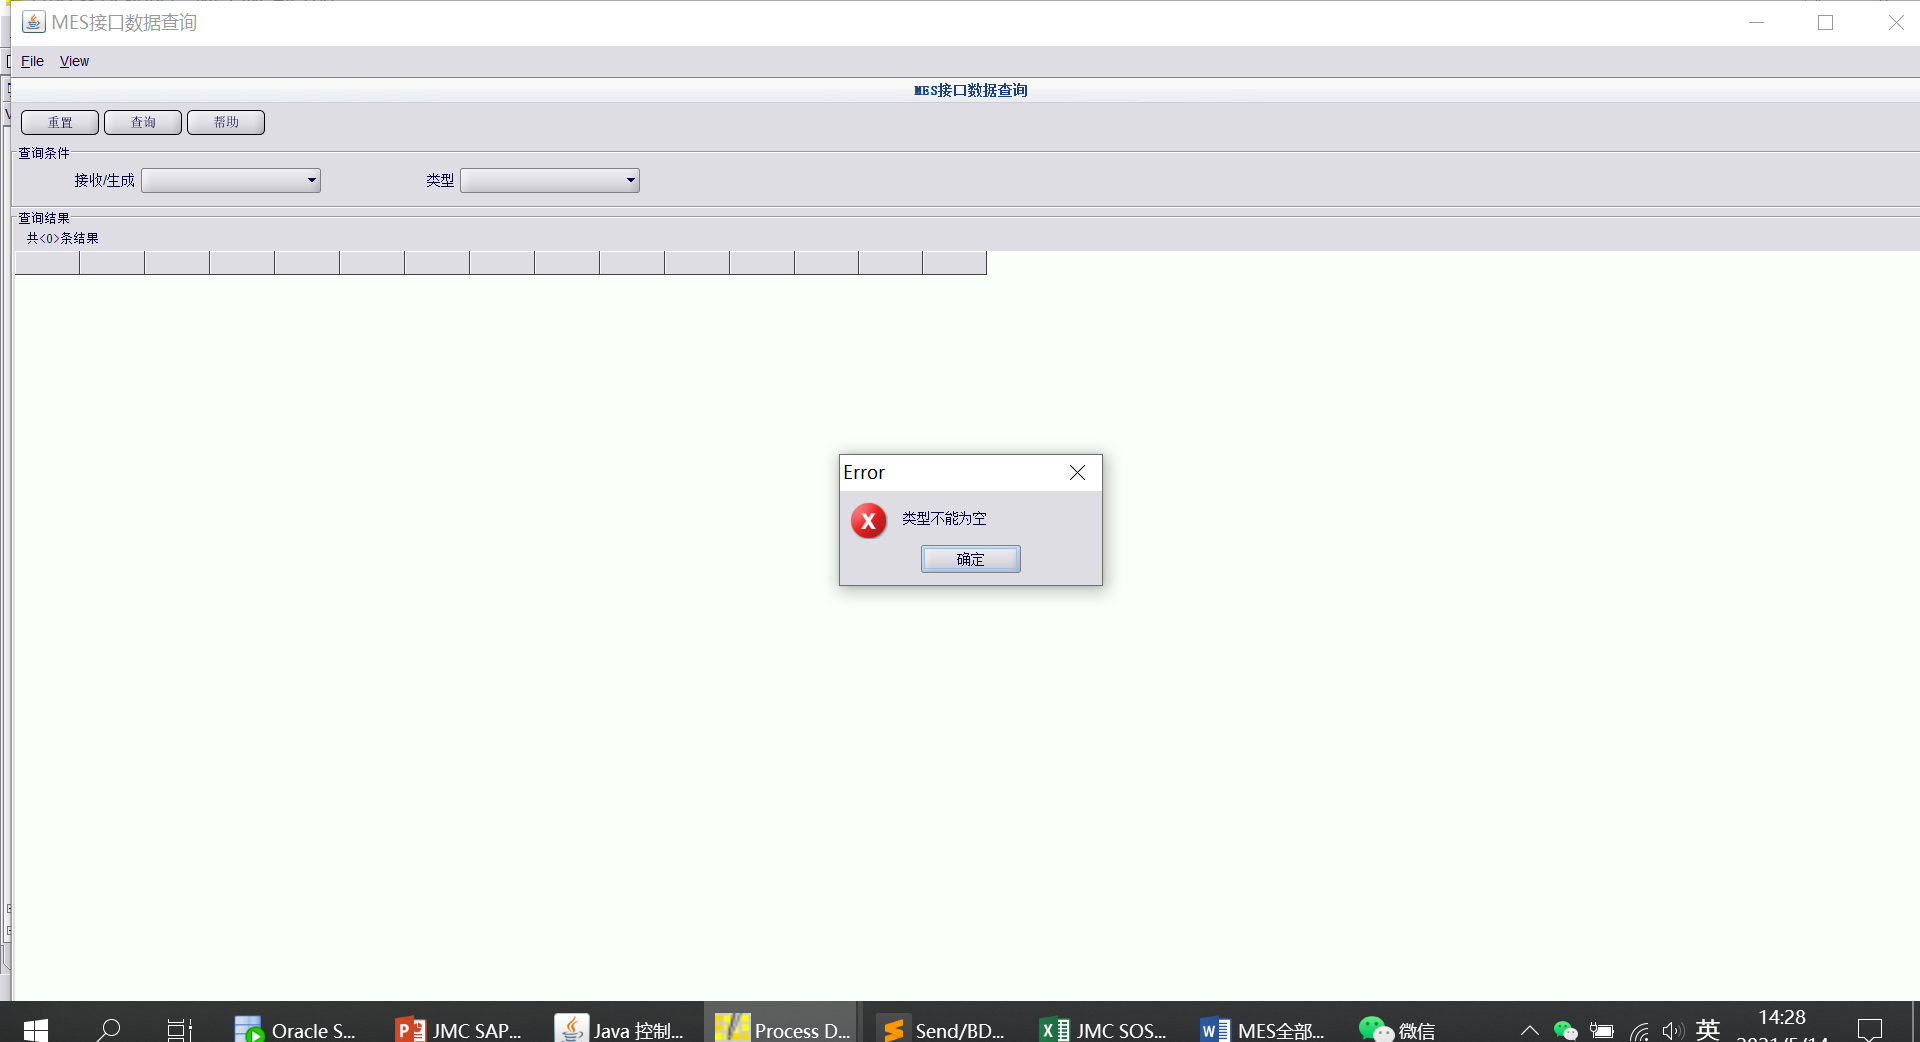 MES接口数据查询
File View
MES接口数据查询
重置 查询 帮助
查询条件
接收/生成 类型
查询结果
共<0>条结果
Error
类型不能为空
确定
Oracle S... JMC SAP... Java 控制... Process D... Send/BD... JMC SOS... MES全部... 微信 英 14:28